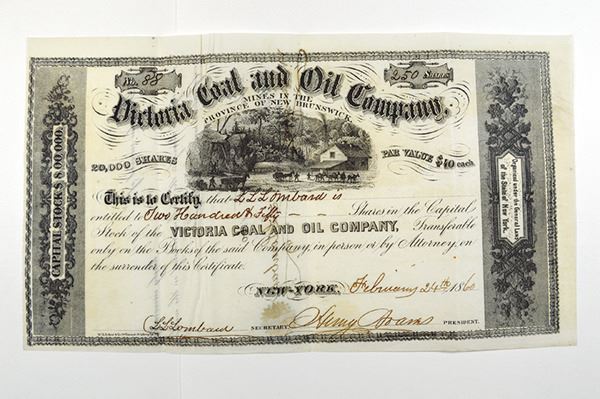 No. 88
250 Shares
Victoria Coal and Oil Company,
MINES IN THE
PROVINCE OF NEW BRUNSWICK
20,000 SHARES
PAR VALUE $40 each
This is to Certify that L L Lombard is
entitled to Two Hundred & Fifty Shares in the Capital
Stock of the VICTORIA COAL AND OIL COMPANY, Transferable
only on the Books of the said Company, in person or by Attorney, on
the surrender of this Certificate.
NEW-YORK, February 24th 1860
L L Lombard SECRETARY.
PRESIDENT.
CAPITAL STOCK $800,000.
Organized under the General Laws
of the State of New York.